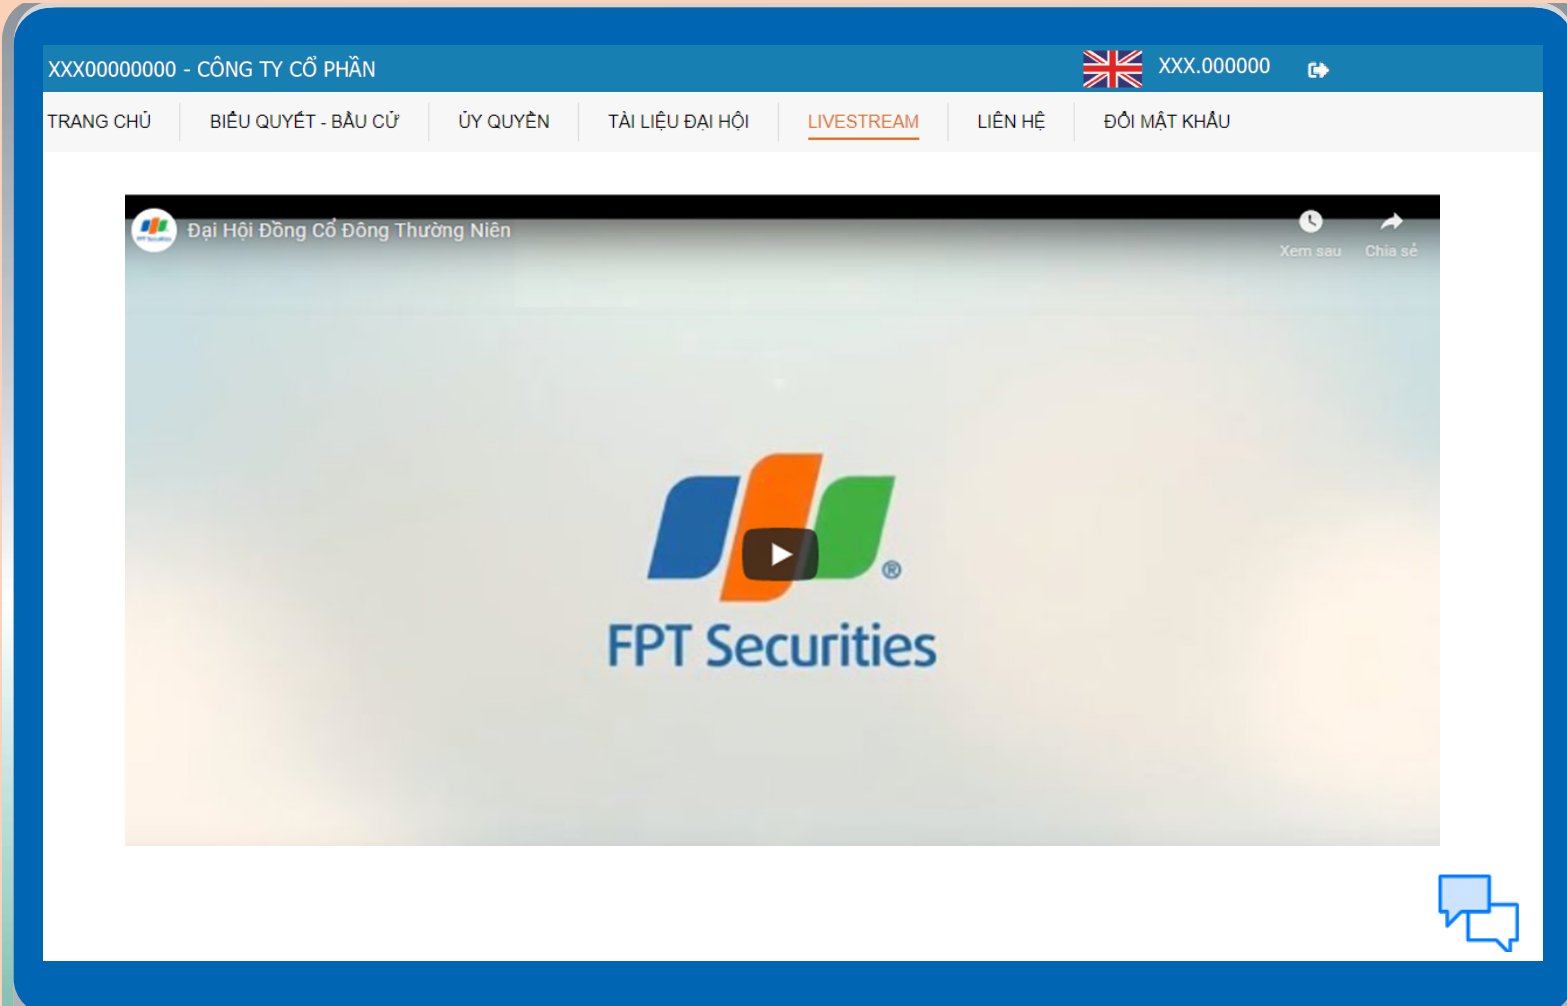 XXX00000000 - CÔNG TY CỔ PHẦN
XXX.000000
TRANG CHỦ BIỂU QUYẾT - BẦU CỬ ỦY QUYỀN TÀI LIỆU ĐẠI HỘI LIVESTREAM LIÊN HỆ ĐỔI MẬT KHẨU
Đại Hội Đồng Cổ Đông Thường Niên
Xem sau Chia sẻ
®
FPT Securities